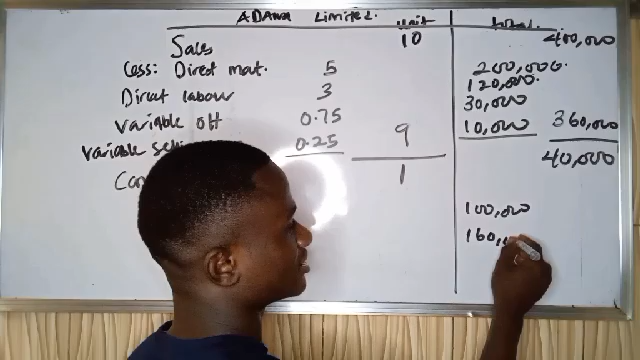 ADAMA Limited.
unit total
Sales 10 400,000
Less: Direct mat. 5 200,000.
Direct labour 3 120,000.
Variable OH 0.75 30,000
Variable 0.25 9 10,000 360,000
1 40,000
100,000